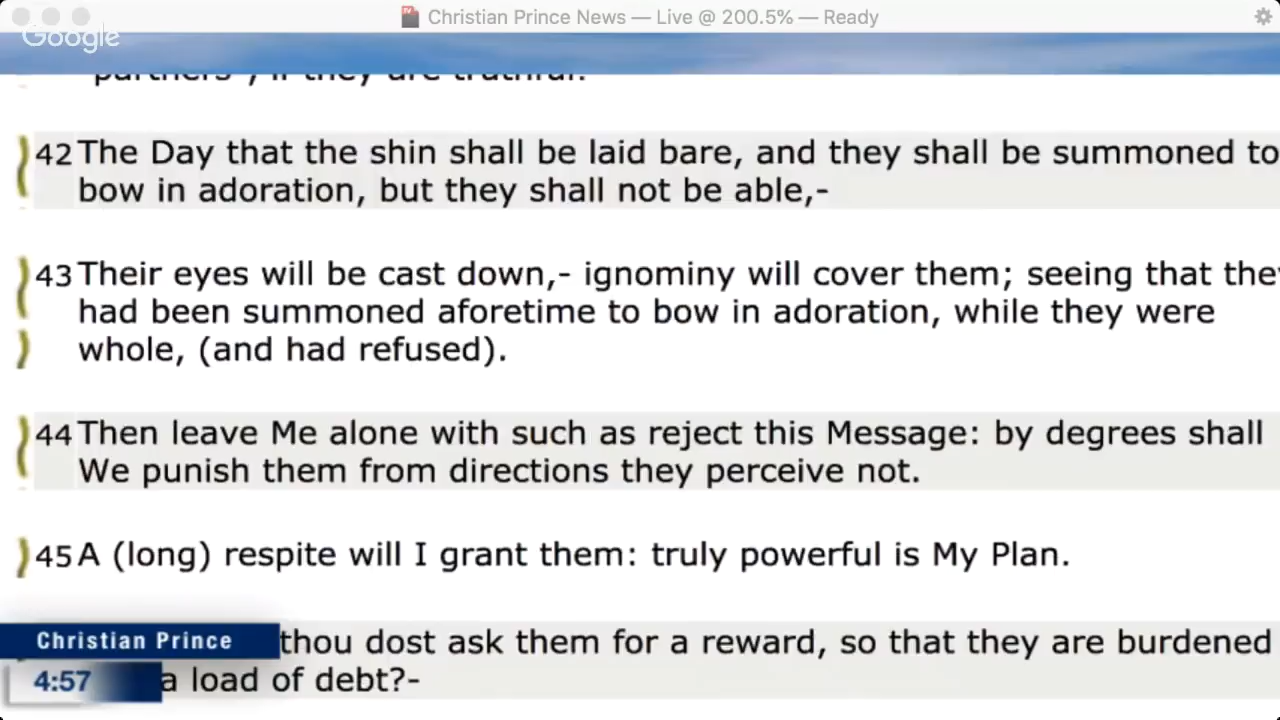 Christian Prince News — Live @ 200.5% — Ready
Google
partners", if they are truthful!
42 The Day that the shin shall be laid bare, and they shall be summoned to
bow in adoration, but they shall not be able,-
43 Their eyes will be cast down,- ignominy will cover them; seeing that the
had been summoned aforetime to bow in adoration, while they were
whole, (and had refused).
44 Then leave Me alone with such as reject this Message: by degrees shall
We punish them from directions they perceive not.
45 A (long) respite will I grant them: truly powerful is My Plan.
Christian Prince
thou dost ask them for a reward, so that they are burdened
4:57
a load of debt?-